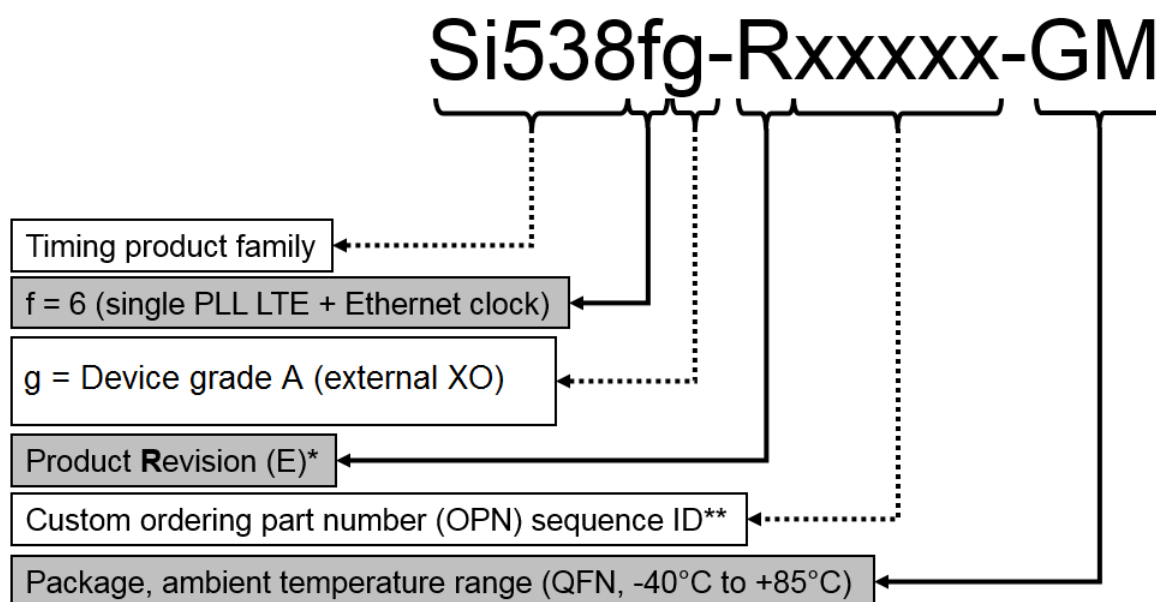 Si538fg-Rxxxxx-GM
Timing product family
f = 6 (single PLL LTE + Ethernet clock)
g = Device grade A (external XO)
Product Revision (E)*
Custom ordering part number (OPN) sequence ID**
Package, ambient temperature range (QFN, -40°C to +85°C)